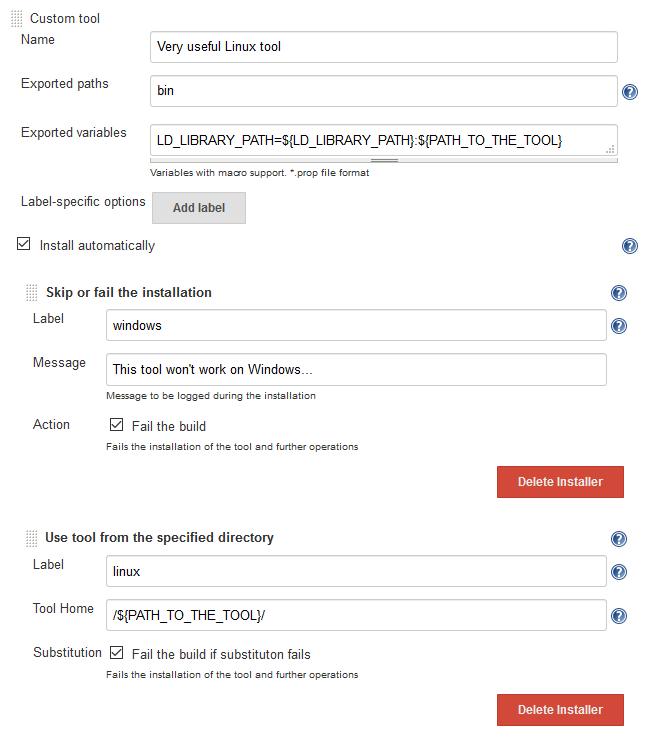 Custom tool
Name
Very useful Linux tool
Exported paths
bin
Exported variables
LD_LIBRARY_PATH=${LD_LIBRARY_PATH}:${PATH_TO_THE_TOOL}
Variables with macro support. *.prop file format
Label-specific options
Add label
Install automatically
Skip or fail the installation
Label
windows
Message
This tool won't work on Windows...
Message to be logged during the installation
Action
Fail the build
Fails the installation of the tool and further operations
Delete Installer
Use tool from the specified directory
Label
linux
Tool Home
/${PATH_TO_THE_TOOL}/
Substitution
Fail the build if substituton fails
Fails the installation of the tool and further operations
Delete Installer